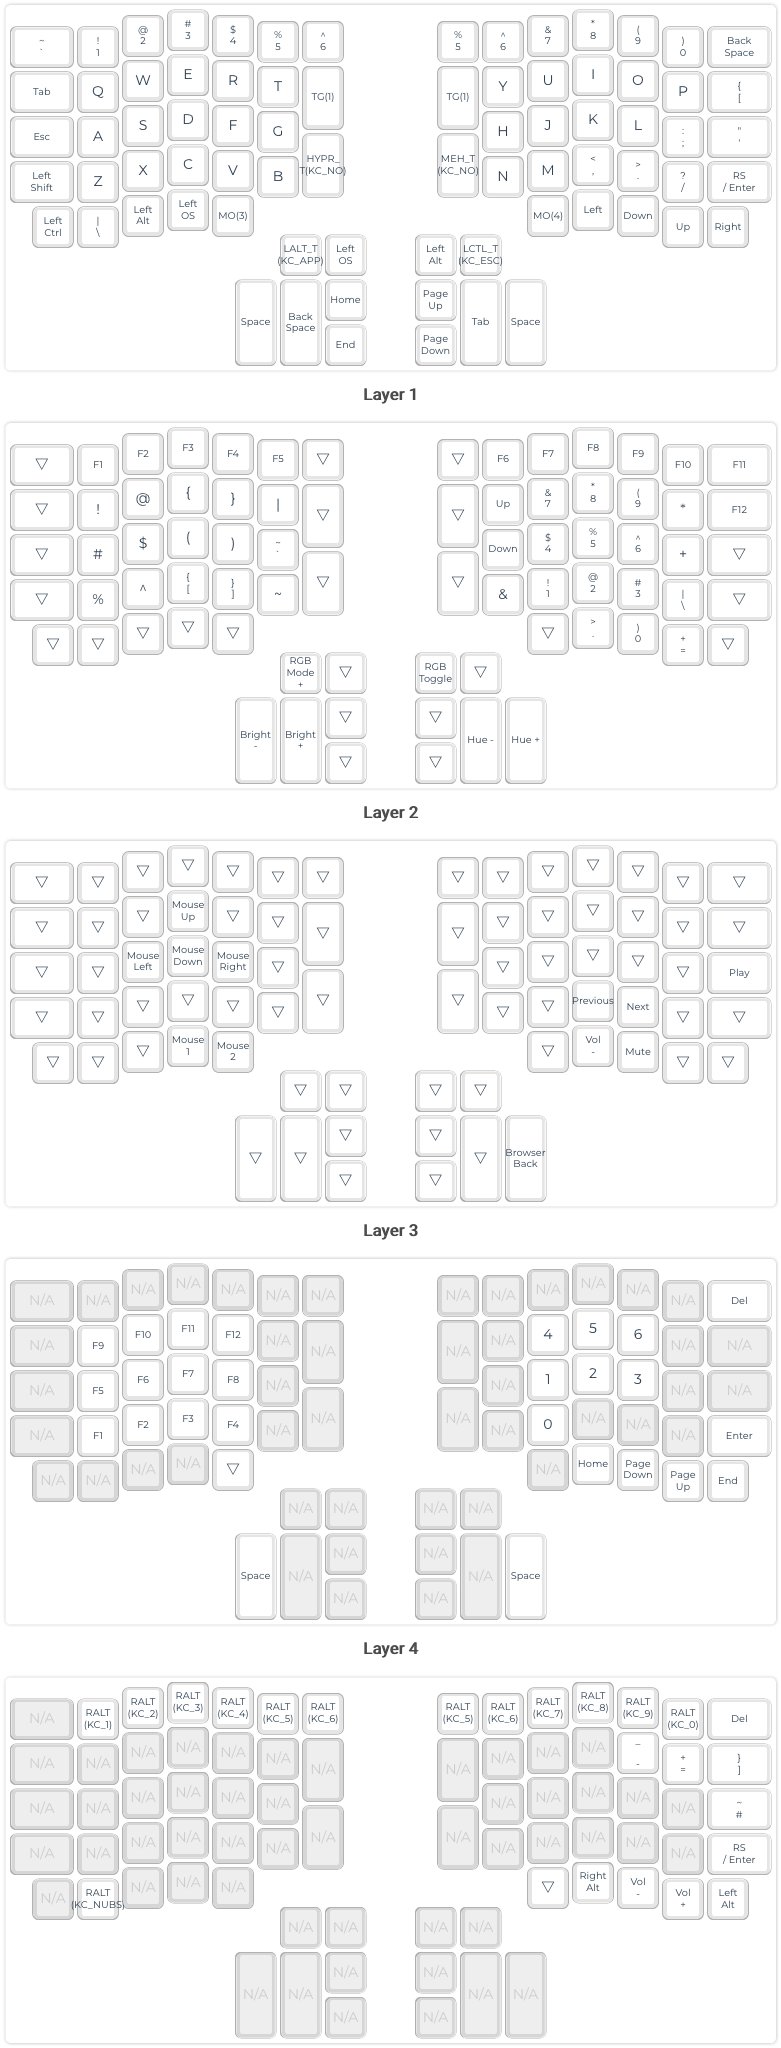 ~ ` ! 1 @ 2 # 3 $ 4 % 5 ^ 6 % 5 ^ 6 & 7 * 8 ( 9 ) 0 Back Space
Tab Q W E R T TG(1) TG(1) Y U I O P { [
Esc A S D F G H J K L : ; " '
Left Shift Z X C V B HYPR_T(KC_NO) MEH_T(KC_NO) N M < , > . ? / RS / Enter
Left Ctrl | \ Left Alt Left OS MO(3) MO(4) Left Down Up Right
LALT_T(KC_APP) Left OS Left Alt LCTL_T(KC_ESC)
Space Back Space Home Page Up Tab Space
End Page Down
Layer 1
▽ F1 F2 F3 F4 F5 ▽ ▽ F6 F7 F8 F9 F10 F11
▽ ! @ { } | ▽ ▽ Up & 7 * 8 ( 9 * F12
▽ # $ ( ) ~ ` Down $ 4 % 5 ^ 6 + ▽
▽ % ^ { [ } ] ~ ▽ ▽ & ! 1 @ 2 # 3 | \ ▽
▽ ▽ ▽ ▽ ▽ ▽ > . ) 0 + = ▽
RGB Mode + ▽ RGB Toggle ▽
Bright - Bright + ▽ ▽ Hue - Hue +
▽ ▽
Layer 2
▽ ▽ ▽ ▽ ▽ ▽ ▽ ▽ ▽ ▽ ▽ ▽ ▽ ▽
▽ ▽ ▽ Mouse Up ▽ ▽ ▽ ▽ ▽ ▽ ▽ ▽ ▽ ▽
▽ ▽ Mouse Left Mouse Down Mouse Right ▽ ▽ ▽ ▽ ▽ ▽ Play
▽ ▽ ▽ ▽ ▽ ▽ ▽ ▽ ▽ ▽ Previous Next ▽ ▽
▽ ▽ ▽ Mouse 1 Mouse 2 ▽ Vol - Mute ▽ ▽
▽ ▽ ▽ ▽
▽ ▽ ▽ ▽ ▽ Browser Back
▽ ▽
Layer 3
N/A N/A N/A N/A N/A N/A N/A N/A N/A N/A N/A N/A N/A Del
N/A F9 F10 F11 F12 N/A N/A N/A N/A 4 5 6 N/A N/A
N/A F5 F6 F7 F8 N/A N/A 1 2 3 N/A N/A
N/A F1 F2 F3 F4 N/A N/A N/A N/A 0 N/A N/A N/A Enter
N/A N/A N/A N/A ▽ N/A Home Page Down Page Up End
N/A N/A N/A N/A
Space N/A N/A N/A N/A Space
N/A N/A
Layer 4
N/A RALT(KC_1) RALT(KC_2) RALT(KC_3) RALT(KC_4) RALT(KC_5) RALT(KC_6) RALT(KC_5) RALT(KC_6) RALT(KC_7) RALT(KC_8) RALT(KC_9) RALT(KC_0) Del
N/A N/A N/A N/A N/A N/A N/A N/A N/A N/A N/A _ - + = } ]
N/A N/A N/A N/A N/A N/A N/A N/A N/A N/A N/A ~ #
N/A N/A N/A N/A N/A N/A N/A N/A N/A N/A N/A N/A N/A RS / Enter
N/A RALT(KC_NUBS) N/A N/A N/A ▽ Right Alt Vol - Vol + Left Alt
N/A N/A N/A N/A
N/A N/A N/A N/A N/A N/A
N/A N/A